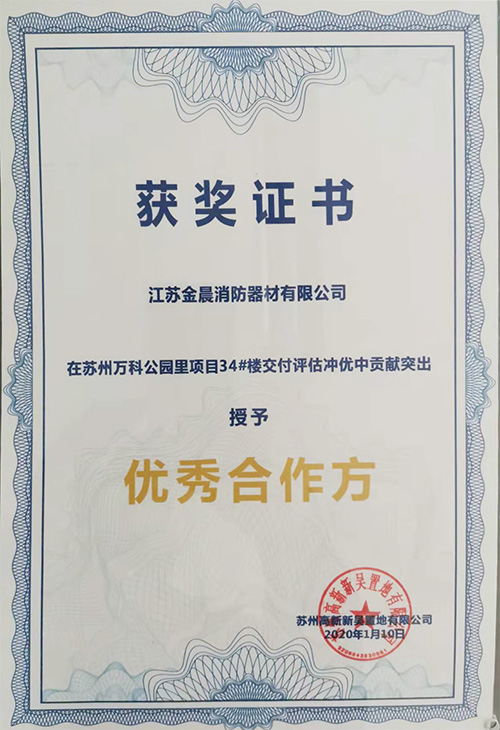 获奖证书
江苏金晨消防器材有限公司
在苏州万科公园里项目34#楼交付评估冲优中贡献突出
授予
优秀合作方
苏州高新新吴置地有限公司
2020年1月10日